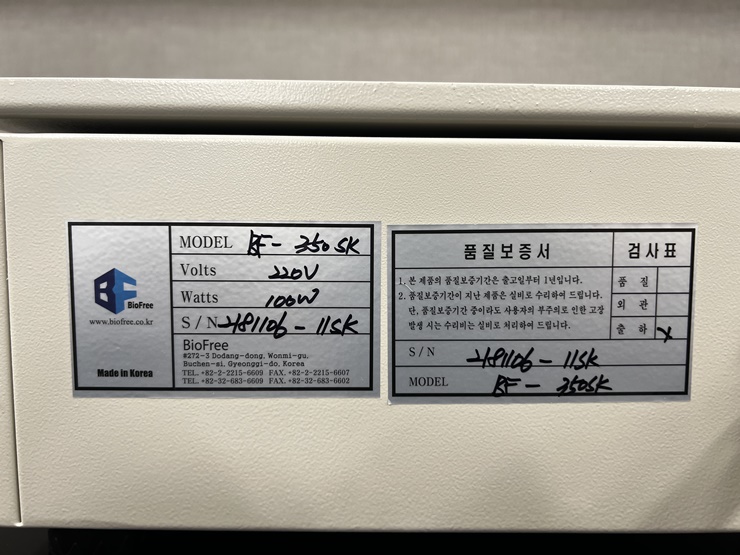 BF
BioFree
www.biofree.co.kr
Made in Korea
MODEL BF - 350SK
Volts 220V
Watts 100W
S / N 481106 - 11SK
BioFree
#272-3 Dodang-dong, Wonmi-gu,
Buchen-si, Gyeonggi-do, Korea
TEL. +82-2-2215-6609 FAX. +82-2-2215-6607
TEL. +82-32-683-6609 FAX. +82-32-683-6602
품질보증서
1. 본 제품의 품질보증기간은 출고일부터 1년입니다.
2. 품질보증기간이 지난 제품은 실비로 수리하여 드립니다.
단, 품질보증기간 중이라도 사용자의 부주의로 인한 고장
발생 시는 수리비는 실비로 처리하여 드립니다.
검사표
품 질
외 관
출 하
S / N 481106 - 11SK
MODEL BF - 350SK